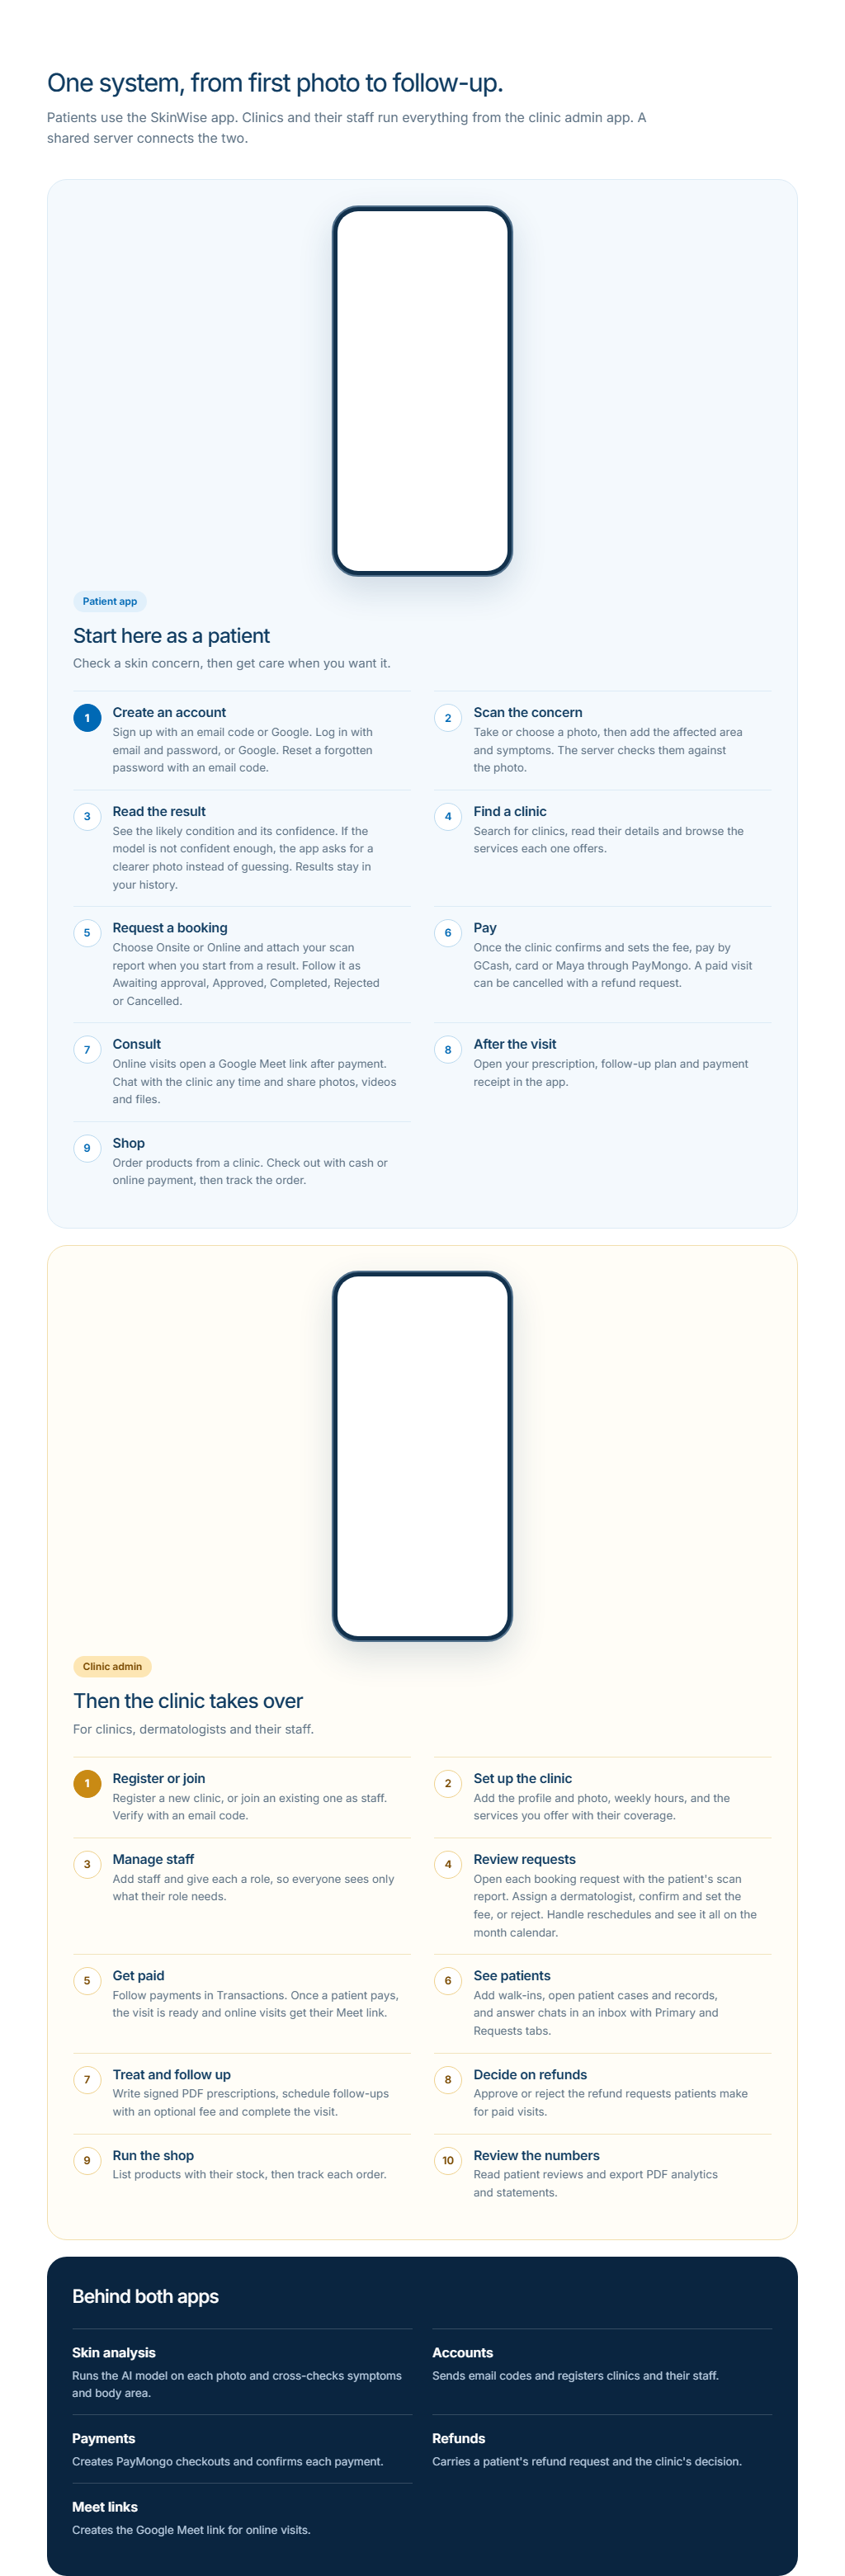 One system, from first photo to follow-up.
Patients use the SkinWise app. Clinics and their staff run everything from the clinic admin app. A
shared server connects the two.
Patient app
Start here as a patient
Check a skin concern, then get care when you want it.
1
Create an account
Sign up with an email code or Google. Log in with
email and password, or Google. Reset a forgotten
password with an email code.
2
Scan the concern
Take or choose a photo, then add the affected area
and symptoms. The server checks them against
the photo.
3
Read the result
See the likely condition and its confidence. If the
model is not confident enough, the app asks for a
clearer photo instead of guessing. Results stay in
your history.
4
Find a clinic
Search for clinics, read their details and browse the
services each one offers.
5
Request a booking
Choose Onsite or Online and attach your scan
report when you start from a result. Follow it as
Awaiting approval, Approved, Completed, Rejected
or Cancelled.
6
Pay
Once the clinic confirms and sets the fee, pay by
GCash, card or Maya through PayMongo. A paid visit
can be cancelled with a refund request.
7
Consult
Online visits open a Google Meet link after payment.
Chat with the clinic any time and share photos, videos
and files.
8
After the visit
Open your prescription, follow-up plan and payment
receipt in the app.
9
Shop
Order products from a clinic. Check out with cash or
online payment, then track the order.
Clinic admin
Then the clinic takes over
For clinics, dermatologists and their staff.
1
Register or join
Register a new clinic, or join an existing one as staff.
Verify with an email code.
2
Set up the clinic
Add the profile and photo, weekly hours, and the
services you offer with their coverage.
3
Manage staff
Add staff and give each a role, so everyone sees only
what their role needs.
4
Review requests
Open each booking request with the patient's scan
report. Assign a dermatologist, confirm and set the
fee, or reject. Handle reschedules and see it all on the
month calendar.
5
Get paid
Follow payments in Transactions. Once a patient pays,
the visit is ready and online visits get their Meet link.
6
See patients
Add walk-ins, open patient cases and records,
and answer chats in an inbox with Primary and
Requests tabs.
7
Treat and follow up
Write signed PDF prescriptions, schedule follow-ups
with an optional fee and complete the visit.
8
Decide on refunds
Approve or reject the refund requests patients make
for paid visits.
9
Run the shop
List products with their stock, then track each order.
10
Review the numbers
Read patient reviews and export PDF analytics
and statements.
Behind both apps
Skin analysis
Runs the AI model on each photo and cross-checks symptoms
and body area.
Accounts
Sends email codes and registers clinics and their staff.
Payments
Creates PayMongo checkouts and confirms each payment.
Refunds
Carries a patient's refund request and the clinic's decision.
Meet links
Creates the Google Meet link for online visits.